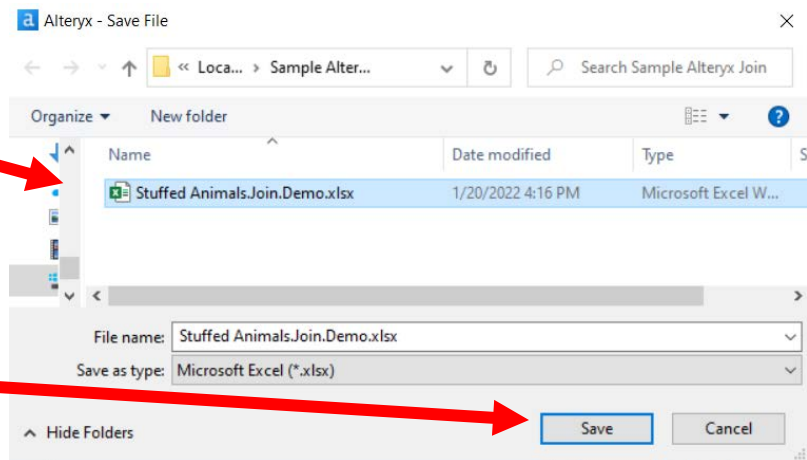 a Alteryx - Save File
« Loca... > Sample Alter... Search Sample Alteryx Join
Organize New folder ?
Name Date modified Type S
Stuffed Animals.Join.Demo.xlsx 1/20/2022 4:16 PM Microsoft Excel W...
File name: Stuffed Animals.Join.Demo.xlsx
Save as type: Microsoft Excel (*.xlsx)
Hide Folders Save Cancel